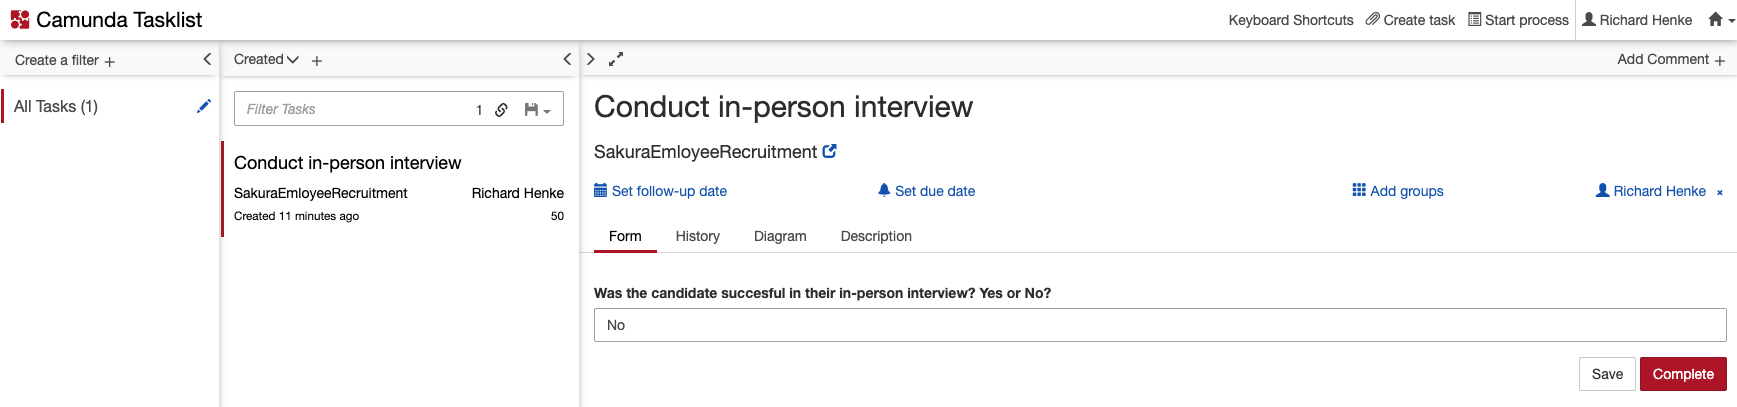 Camunda Tasklist
Keyboard Shortcuts Create task Start process Richard Henke
Create a filter +
Created +
Add Comment +
All Tasks (1)
Filter Tasks 1
Conduct in-person interview
SakuraEmloyeeRecruitment Richard Henke
Created 11 minutes ago 50
Conduct in-person interview
SakuraEmloyeeRecruitment
Set follow-up date Set due date Add groups Richard Henke ×
Form History Diagram Description
Was the candidate succesful in their in-person interview? Yes or No?
No
Save Complete